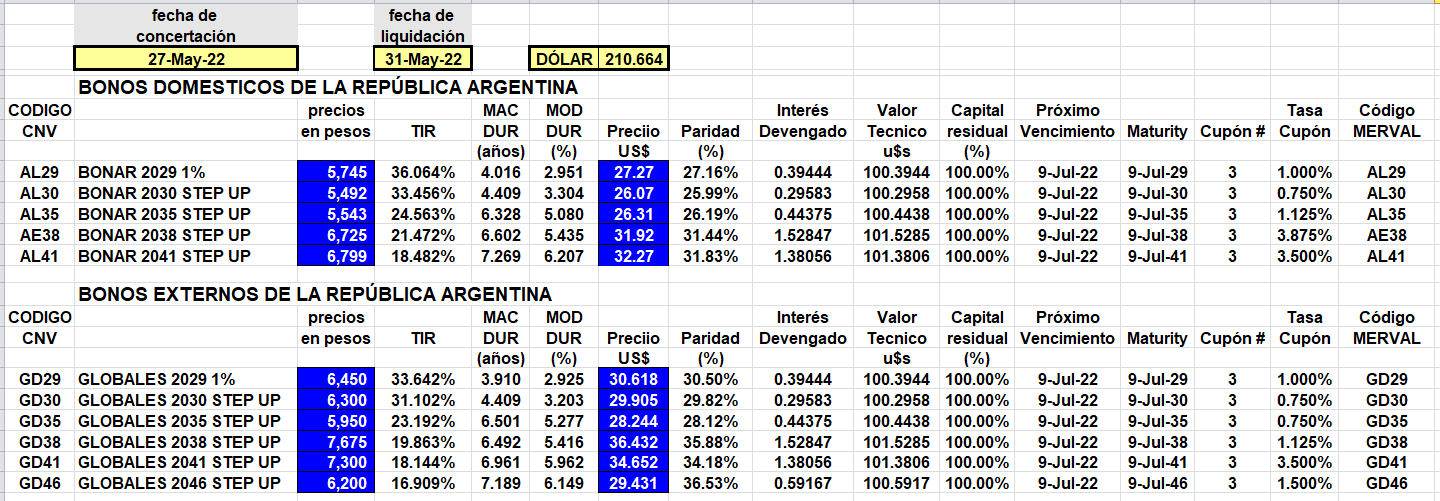 fecha de fecha de
concertación liquidación
27-May-22 31-May-22 DÓLAR 210.664
BONOS DOMESTICOS DE LA REPÚBLICA ARGENTINA
CODIGO precios MAC MOD Interés Valor Capital Próximo Tasa Código
CNV en pesos TIR DUR DUR Preciio Paridad Devengado Tecnico residual Vencimiento Maturity Cupón # Cupón MERVAL
(años) (%) US$ (%) u$s (%)
AL29 BONAR 2029 1% 5,745 36.064% 4.016 2.951 27.27 27.16% 0.39444 100.3944 100.00% 9-Jul-22 9-Jul-29 3 1.000% AL29
AL30 BONAR 2030 STEP UP 5,492 33.456% 4.409 3.304 26.07 25.99% 0.29583 100.2958 100.00% 9-Jul-22 9-Jul-30 3 0.750% AL30
AL35 BONAR 2035 STEP UP 5,543 24.563% 6.328 5.080 26.31 26.19% 0.44375 100.4438 100.00% 9-Jul-22 9-Jul-35 3 1.125% AL35
AE38 BONAR 2038 STEP UP 6,725 21.472% 6.602 5.435 31.92 31.44% 1.52847 101.5285 100.00% 9-Jul-22 9-Jul-38 3 3.875% AE38
AL41 BONAR 2041 STEP UP 6,799 18.482% 7.269 6.207 32.27 31.83% 1.38056 101.3806 100.00% 9-Jul-22 9-Jul-41 3 3.500% AL41
BONOS EXTERNOS DE LA REPÚBLICA ARGENTINA
CODIGO precios MAC MOD Interés Valor Capital Próximo Tasa Código
CNV en pesos TIR DUR DUR Preciio Paridad Devengado Tecnico residual Vencimiento Maturity Cupón # Cupón MERVAL
(años) (%) US$ (%) u$s (%)
GD29 GLOBALES 2029 1% 6,450 33.642% 3.910 2.925 30.618 30.50% 0.39444 100.3944 100.00% 9-Jul-22 9-Jul-29 3 1.000% GD29
GD30 GLOBALES 2030 STEP UP 6,300 31.102% 4.409 3.203 29.905 29.82% 0.29583 100.2958 100.00% 9-Jul-22 9-Jul-30 3 0.750% GD30
GD35 GLOBALES 2035 STEP UP 5,950 23.192% 6.501 5.277 28.244 28.12% 0.44375 100.4438 100.00% 9-Jul-22 9-Jul-35 3 0.750% GD35
GD38 GLOBALES 2038 STEP UP 7,675 19.863% 6.492 5.416 36.432 35.88% 1.52847 101.5285 100.00% 9-Jul-22 9-Jul-38 3 1.125% GD38
GD41 GLOBALES 2041 STEP UP 7,300 18.144% 6.961 5.962 34.652 34.18% 1.38056 101.3806 100.00% 9-Jul-22 9-Jul-41 3 3.500% GD41
GD46 GLOBALES 2046 STEP UP 6,200 16.909% 7.189 6.149 29.431 36.53% 0.59167 100.5917 100.00% 9-Jul-22 9-Jul-46 3 1.500% GD46